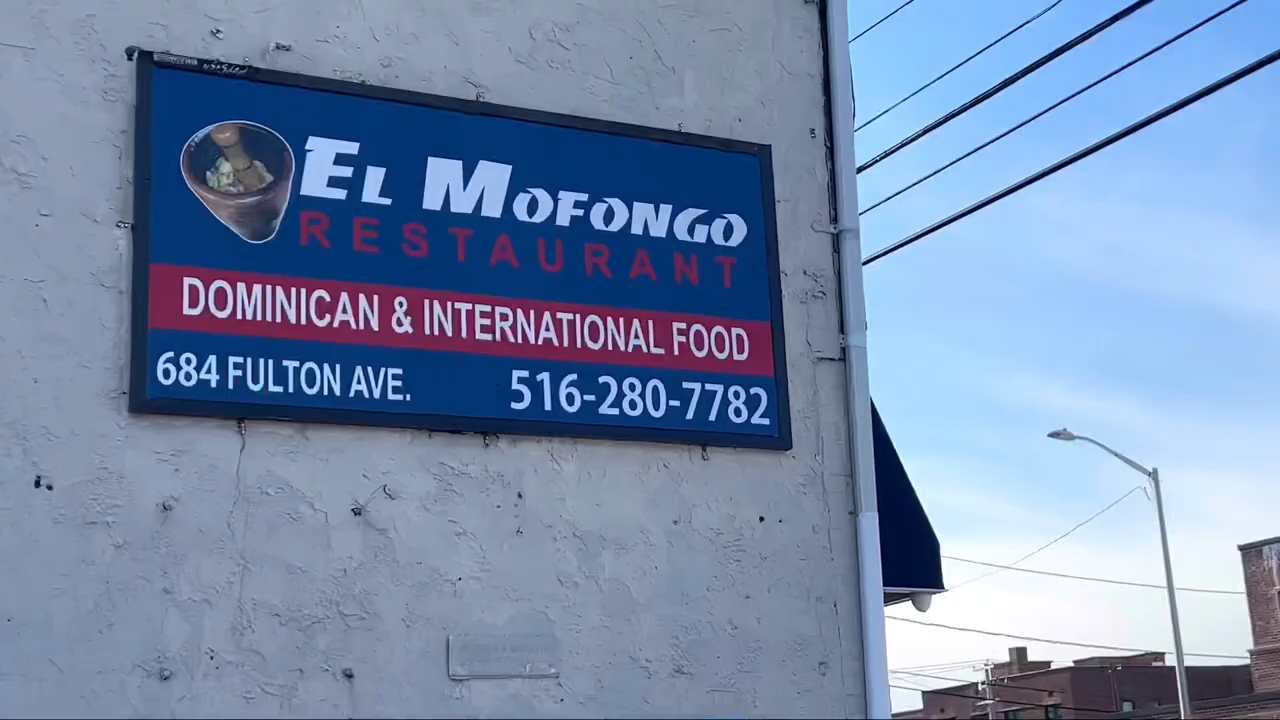 EL MOFONGO
RESTAURANT
DOMINICAN & INTERNATIONAL FOOD
684 FULTON AVE.
516-280-7782